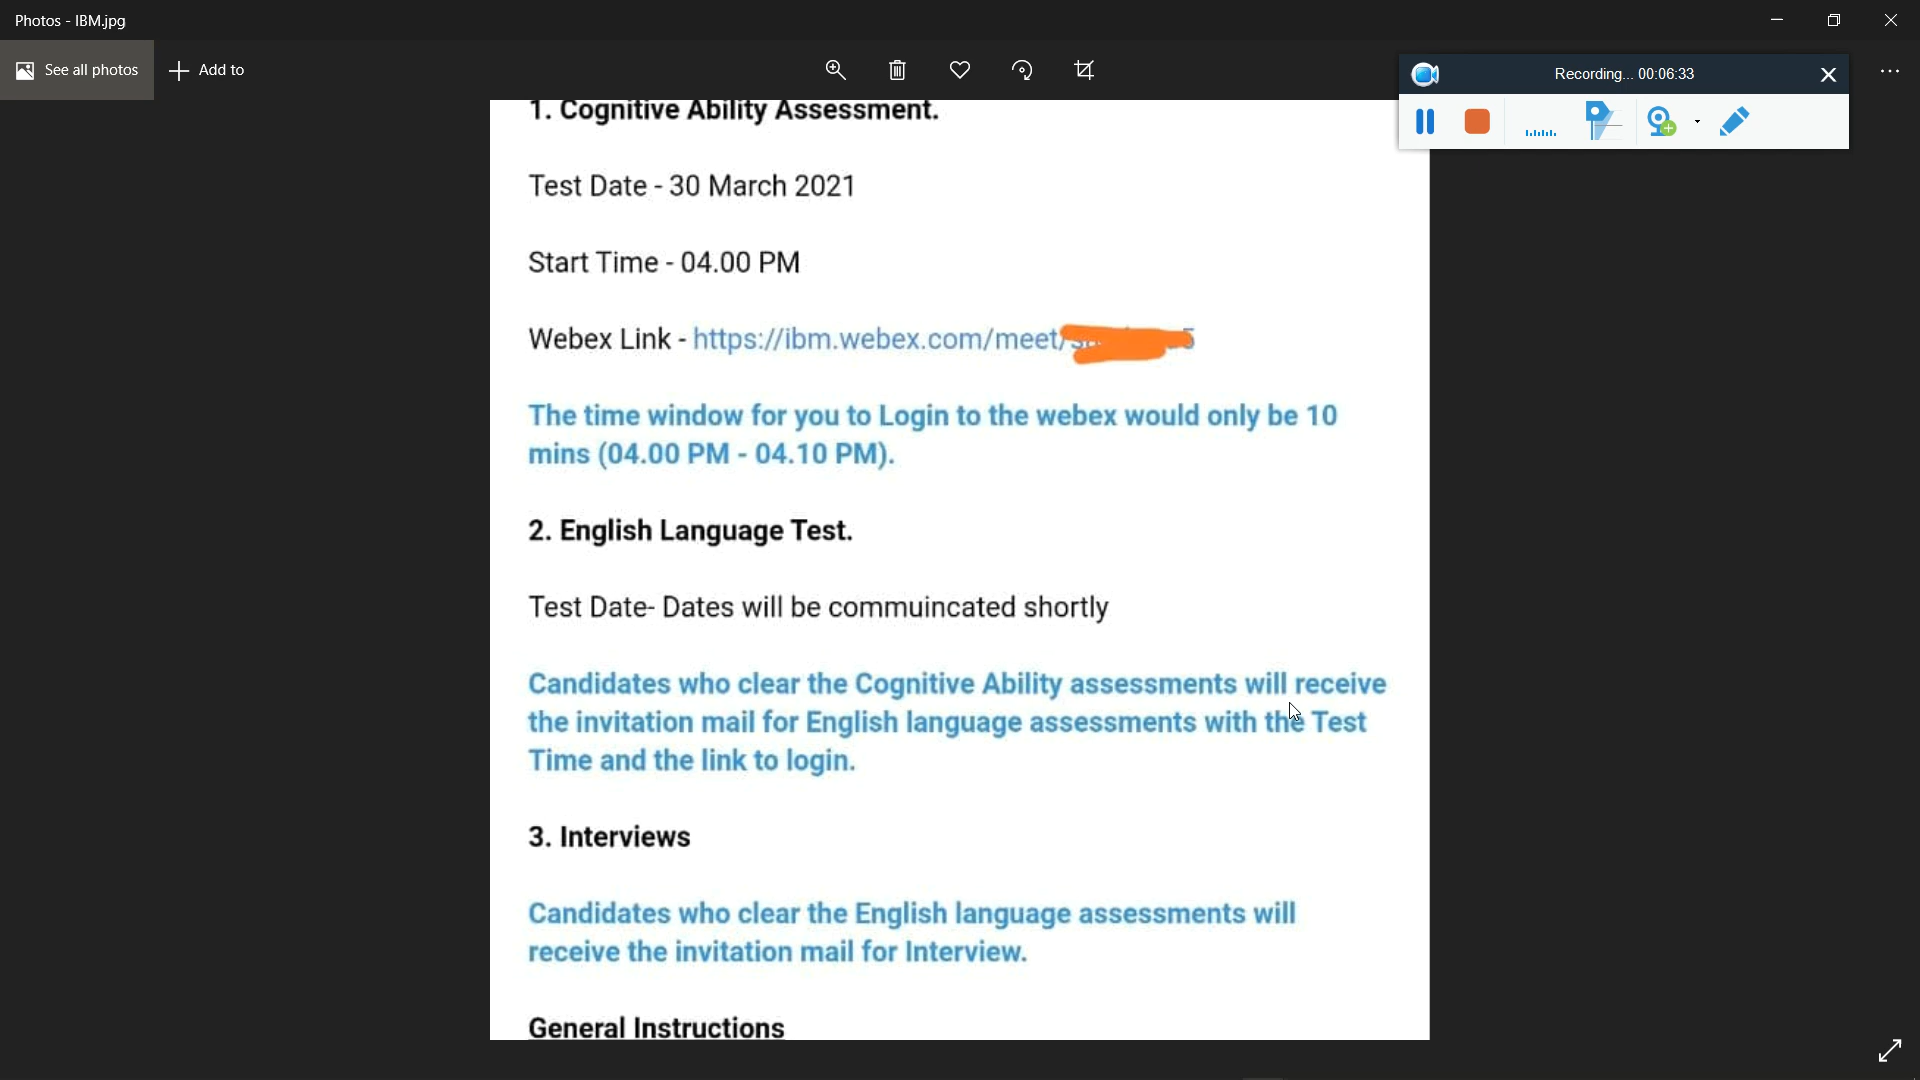 Photos - IBM.jpg
See all photos
Add to
Recording... 00:06:33
1. Cognitive Ability Assessment.
Test Date - 30 March 2021
Start Time - 04.00 PM
Webex Link - https://ibm.webex.com/meet/
The time window for you to Login to the webex would only be 10
mins (04.00 PM - 04.10 PM).
2. English Language Test.
Test Date- Dates will be commuincated shortly
Candidates who clear the Cognitive Ability assessments will receive
the invitation mail for English language assessments with the Test
Time and the link to login.
3. Interviews
Candidates who clear the English language assessments will
receive the invitation mail for Interview.
General Instructions